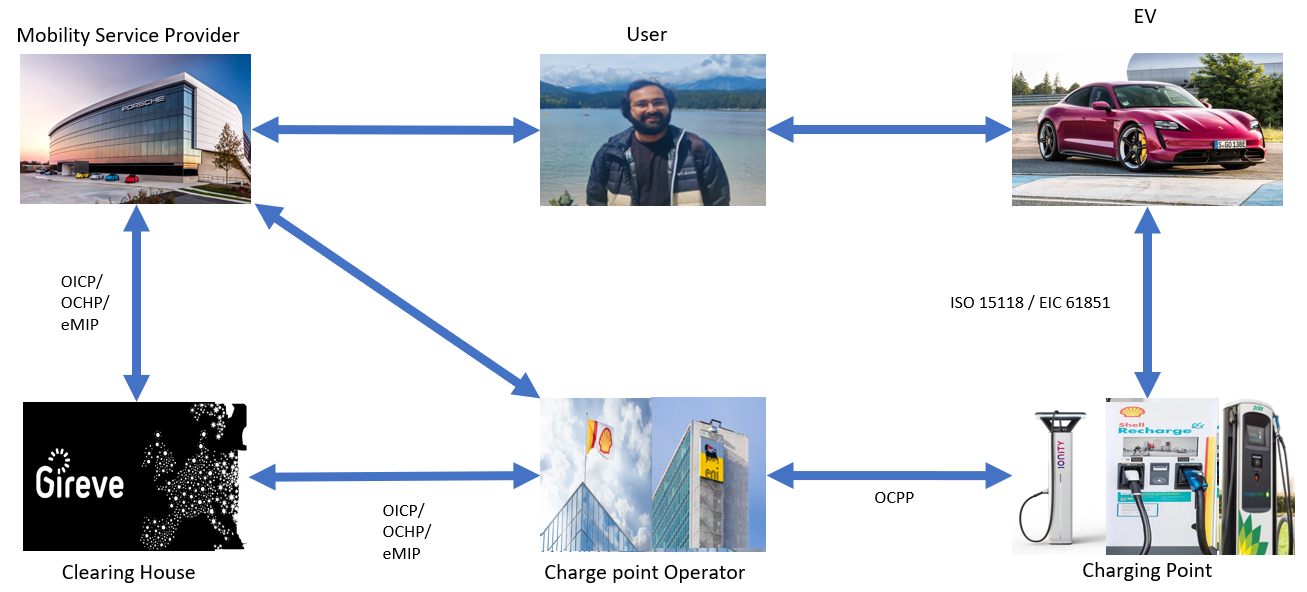 EV
Mobility Service Provider
User
PORSCHE
S·GO 138E
OICP/
OCHP/
eMIP
ISO 15118 / EIC 61851
Gireve
eni
IONITY
Shell
Recharge
OICP/
OCHP/
eMIP
OCPP
Clearing House
Charge point Operator
Charging Point